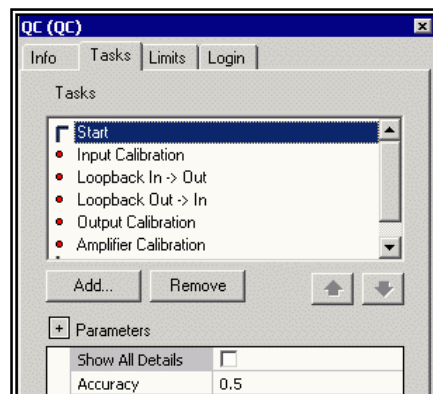 QC (QC)
Info Tasks Limits Login
Tasks
Start
Input Calibration
Loopback In -> Out
Loopback Out -> In
Output Calibration
Amplifier Calibration
Add... Remove
Parameters
Show All Details
Accuracy 0.5